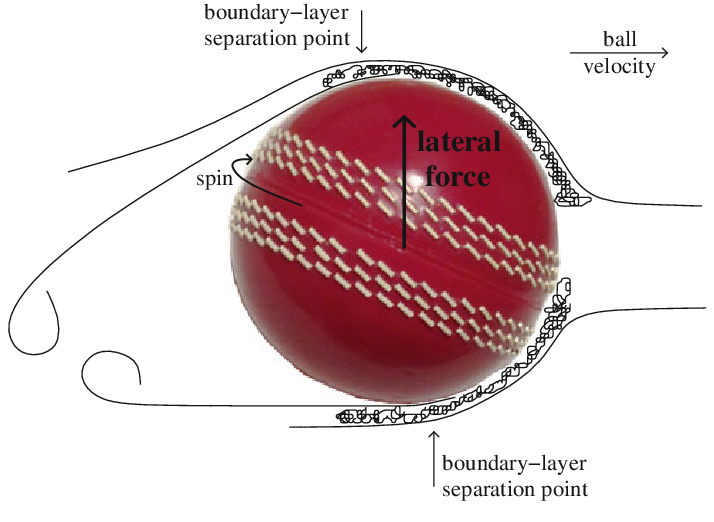 boundary−layer
separation point
ball
velocity
lateral
force
spin
boundary−layer
separation point